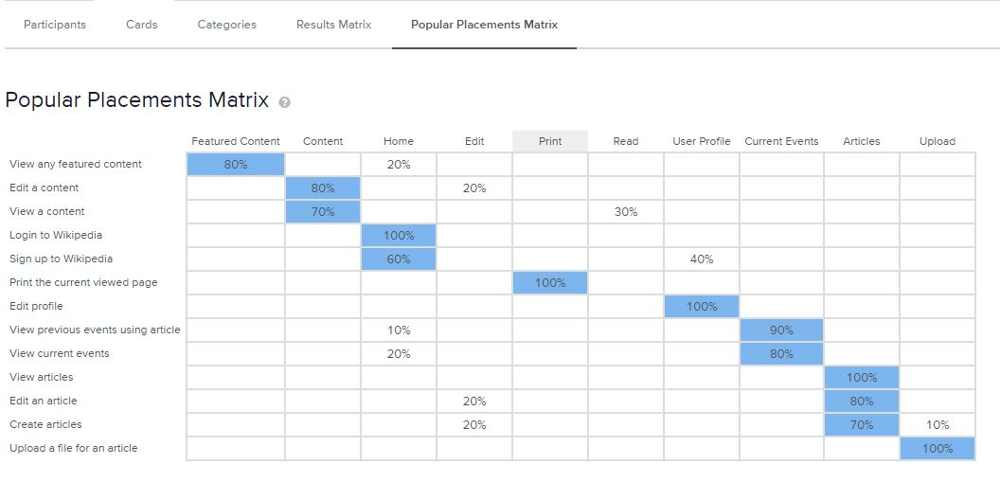 Participants Cards Categories Results Matrix Popular Placements Matrix
Popular Placements Matrix ?
Featured Content Content Home Edit Print Read User Profile Current Events Articles Upload
View any featured content 80% 20%
Edit a content 80% 20%
View a content 70% 30%
Login to Wikipedia 100%
Sign up to Wikipedia 60% 40%
Print the current viewed page 100%
Edit profile 100%
View previous events using article 10% 90%
View current events 20% 80%
View articles 100%
Edit an article 20% 80%
Create articles 20% 70% 10%
Upload a file for an article 100%